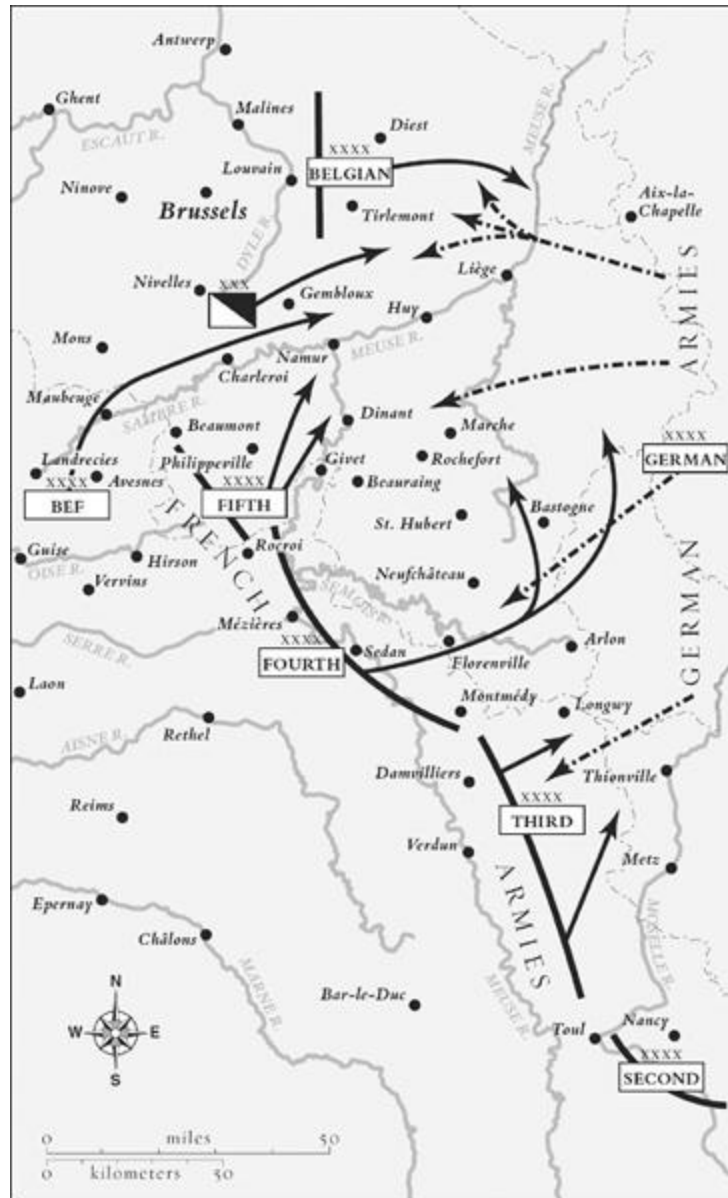 Antwerp
Ghent
ESCAUT R.
Malines
Diest
MEUSE R.
XXXX
BELGIAN
Louvain
Ninove
Brussels
Tirlemont
Aix-la-
Chapelle
DYLE R.
Nivelles
XXX
Gembloux
Liège
ARMIES
Huy
Mons
Namur
MEUSE R.
Charleroi
Maubeuge
SAMBRE R.
Beaumont
Dinant
Marche
XXXX
GERMAN
Landrecies
XXXX
BEF
Avesnes
Philippeville
XXXX
FIFTH
Givet
Rochefort
Beauraing
FRENCH
St. Hubert
Bastogne
Guise
OISE R.
Hirson
Rocroi
Vervins
Neufchâteau
SEMOIS R.
GERMAN
Mézières
SERRE R.
XXXX
FOURTH
Sedan
Florenville
Arlon
Laon
Montmédy
Longwy
Rethel
AISNE R.
Damvilliers
Thionville
XXXX
THIRD
Reims
Verdun
Metz
ARMIES
Epernay
Châlons
MOSELLE R.
MARNE R.
MEUSE R.
Bar-le-Duc
N
W
E
S
Toul
Nancy
XXXX
SECOND
0 miles 50
0 kilometers 50